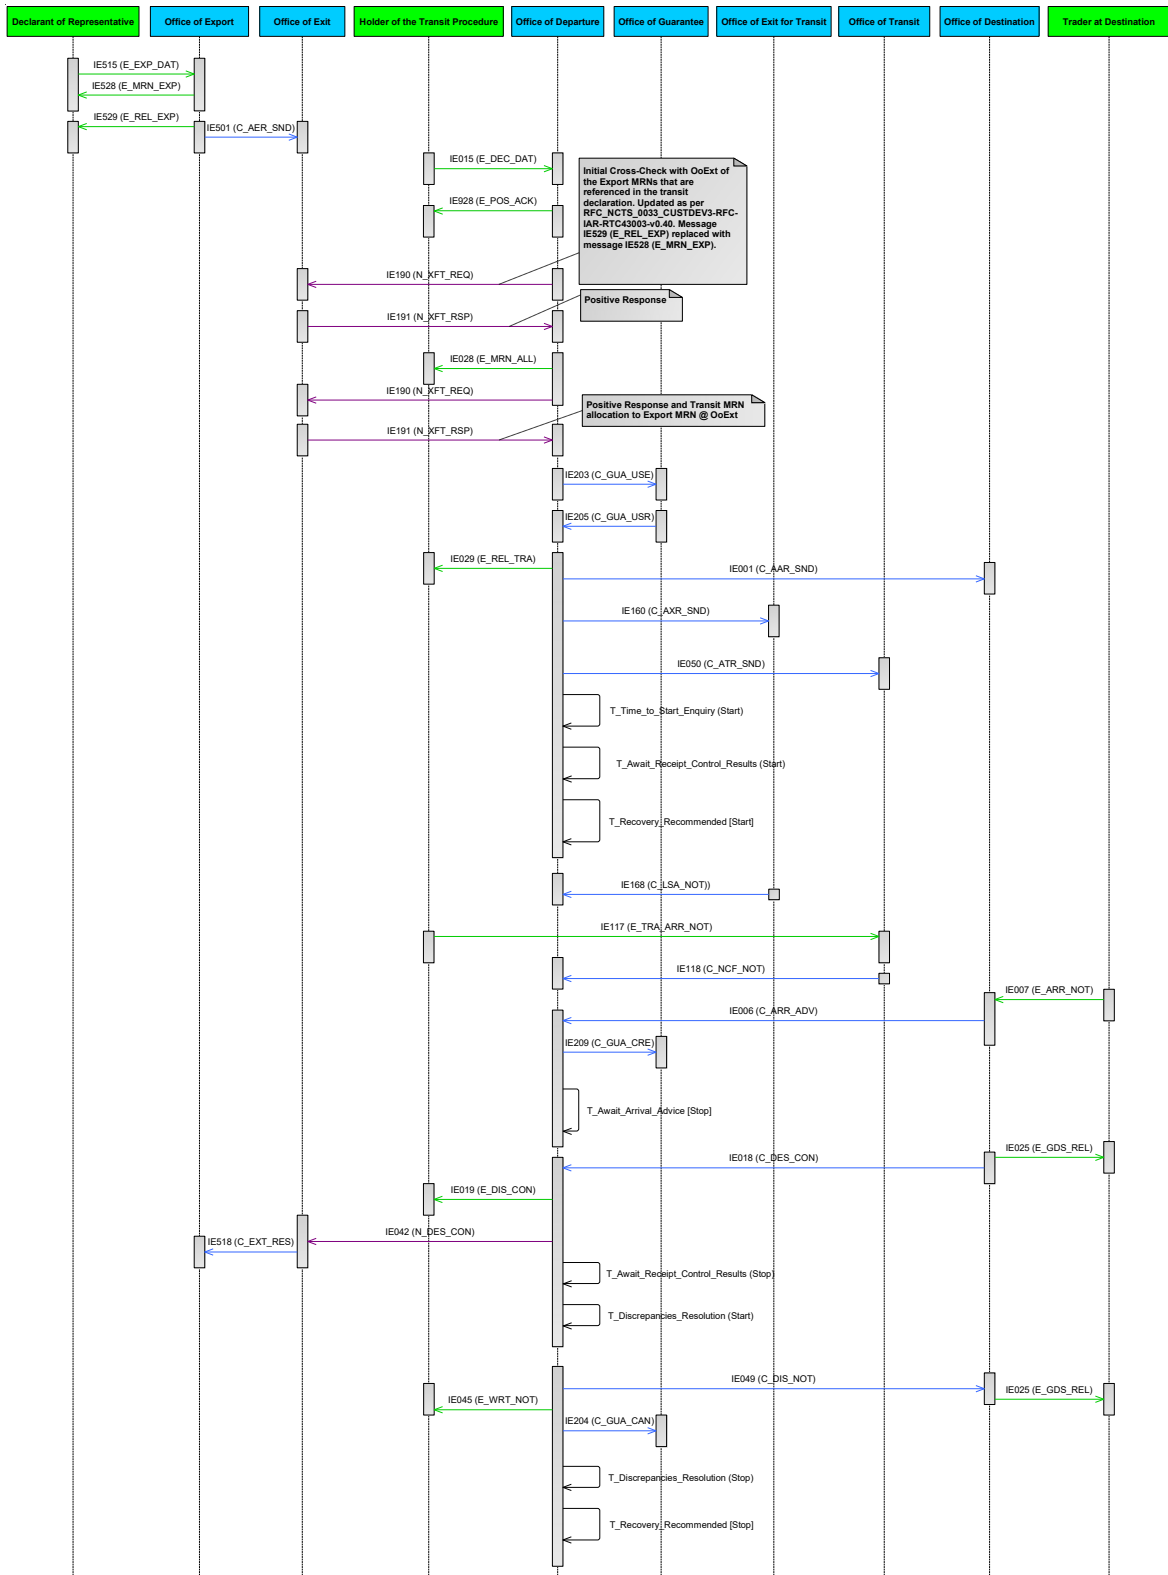 Declarant of Representative
Office of Export
Office of Exit
Holder of the Transit Procedure
Office of Departure
Office of Guarantee
Office of Exit for Transit
Office of Transit
Office of Destination
Trader at Destination
IE515 (E_EXP_DAT)
IE528 (E_MRN_EXP)
IE529 (E_REL_EXP)
IE501 (C_AER_SND)
IE015 (E_DEC_DAT)
Initial Cross-Check with OoExt of
the Export MRNs that are
referenced in the transit
declaration. Updated as per
RFC_NCTS_0033_CUSTDEV3-RFC-
IAR-RTC43003-v0.40. Message
IE529 (E_REL_EXP) replaced with
message IE528 (E_MRN_EXP).
IE928 (E_POS_ACK)
IE190 (N_XFT_REQ)
Positive Response
IE191 (N_XFT_RSP)
IE028 (E_MRN_ALL)
IE190 (N_XFT_REQ)
Positive Response and Transit MRN
allocation to Export MRN @ OoExt
IE191 (N_XFT_RSP)
IE203 (C_GUA_USE)
IE205 (C_GUA_USR)
IE029 (E_REL_TRA)
IE001 (C_AAR_SND)
IE160 (C_AXR_SND)
IE050 (C_ATR_SND)
T_Time_to_Start_Enquiry (Start)
T_Await_Receipt_Control_Results (Start)
T_Recovery_Recommended [Start]
IE168 (C_LSA_NOT))
IE117 (E_TRA_ARR_NOT)
IE118 (C_NCF_NOT)
IE007 (E_ARR_NOT)
IE006 (C_ARR_ADV)
IE209 (C_GUA_CRE)
T_Await_Arrival_Advice [Stop]
IE025 (E_GDS_REL)
IE018 (C_DES_CON)
IE019 (E_DIS_CON)
IE042 (N_DES_CON)
IE518 (C_EXT_RES)
T_Await_Receipt_Control_Results (Stop)
T_Discrepancies_Resolution (Start)
IE049 (C_DIS_NOT)
IE025 (E_GDS_REL)
IE045 (E_WRT_NOT)
IE204 (C_GUA_CAN)
T_Discrepancies_Resolution (Stop)
T_Recovery_Recommended [Stop]